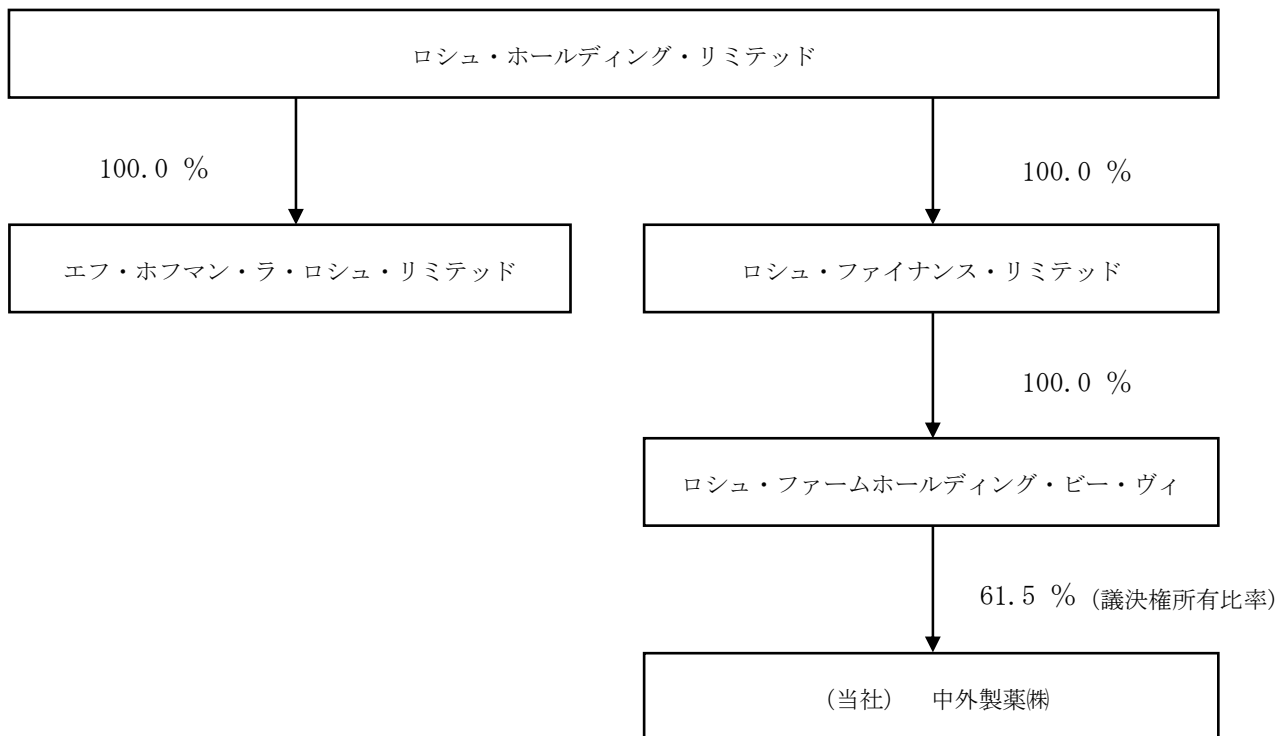 ロシュ・ホールディング・リミテッド
100.0 %
100.0 %
エフ・ホフマン・ラ・ロシュ・リミテッド
ロシュ・ファイナンス・リミテッド
100.0 %
ロシュ・ファームホールディング・ビー・ヴィ
61.5 % (議決権所有比率)
(当社) 中外製薬㈱